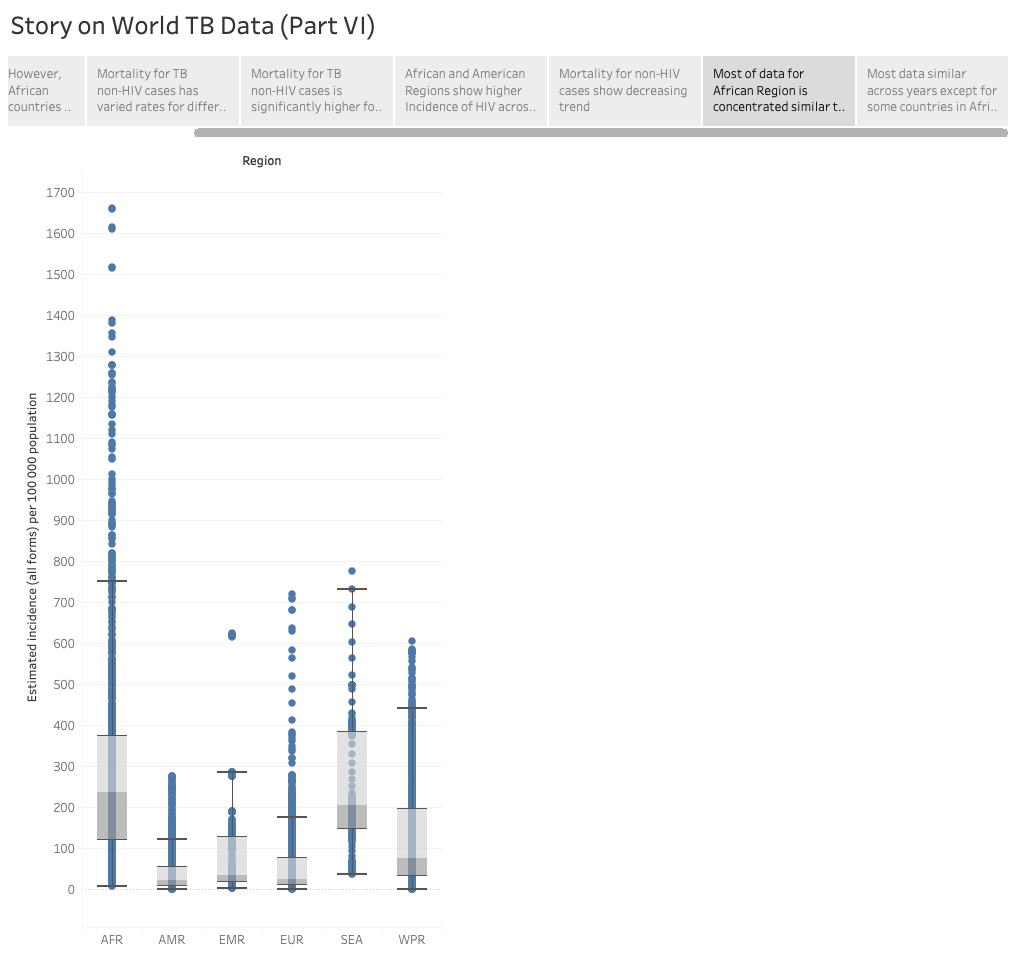 Story on World TB Data (Part VI)
However,
African
countries ..
Mortality for TB
non-HIV cases has
varied rates for differ..
Mortality for TB
non-HIV cases is
significantly higher fo..
African and American
Regions show higher
Incidence of HIV acros..
Mortality for non-HIV
cases show decreasing
trend
Most of data for
African Region is
concentrated similar t..
Most data similar
across years except for
some countries in Afri..
Region
Estimated incidence (all forms) per 100 000 population
1700
1600
1500
1400
1300
1200
1100
1000
900
800
700
600
500
400
300
200
100
0
AFR AMR EMR EUR SEA WPR